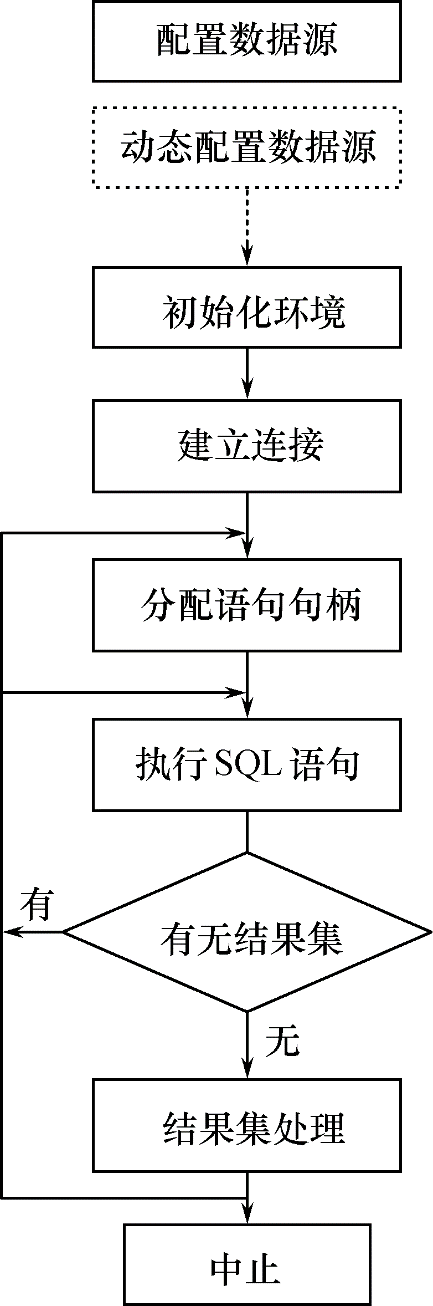 配置数据源
动态配置数据源
初始化环境
建立连接
分配语句句柄
执行SQL语句
有
有无结果集
无
结果集处理
中止